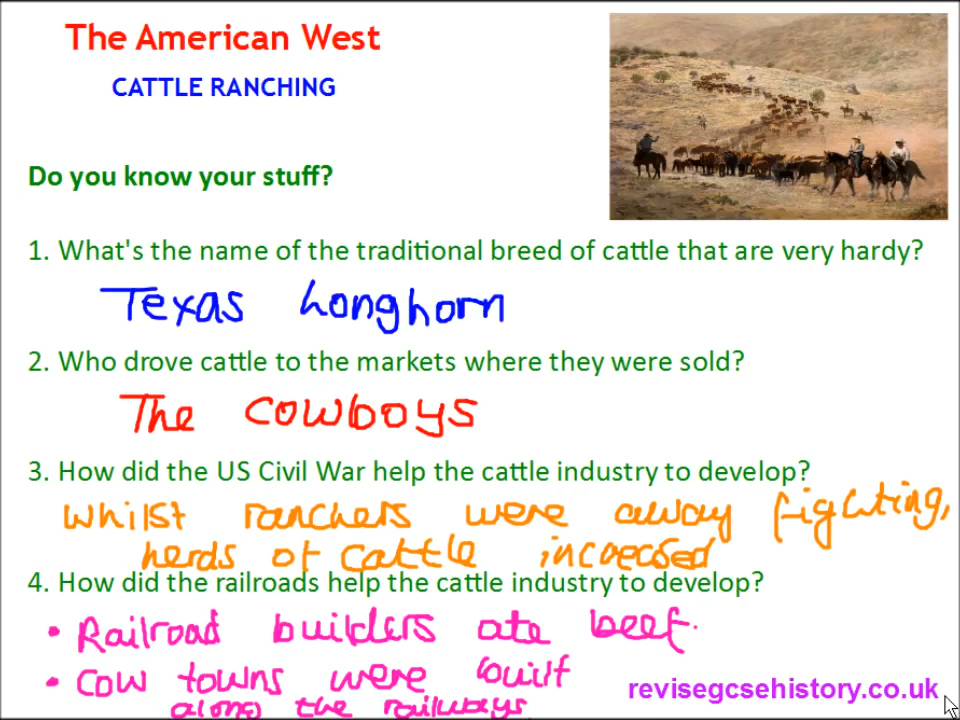 The American West
CATTLE RANCHING
Do you know your stuff?
1. What's the name of the traditional breed of cattle that are very hardy?
Texas Longhorn
2. Who drove cattle to the markets where they were sold?
The cowboys
3. How did the US Civil War help the cattle industry to develop?
Whilst ranchers were away fighting,
herds of cattle increased
4. How did the railroads help the cattle industry to develop?
• Railroad builders ate beef.
• Cow towns were built
along the railways.
revisegcsehistory.co.uk